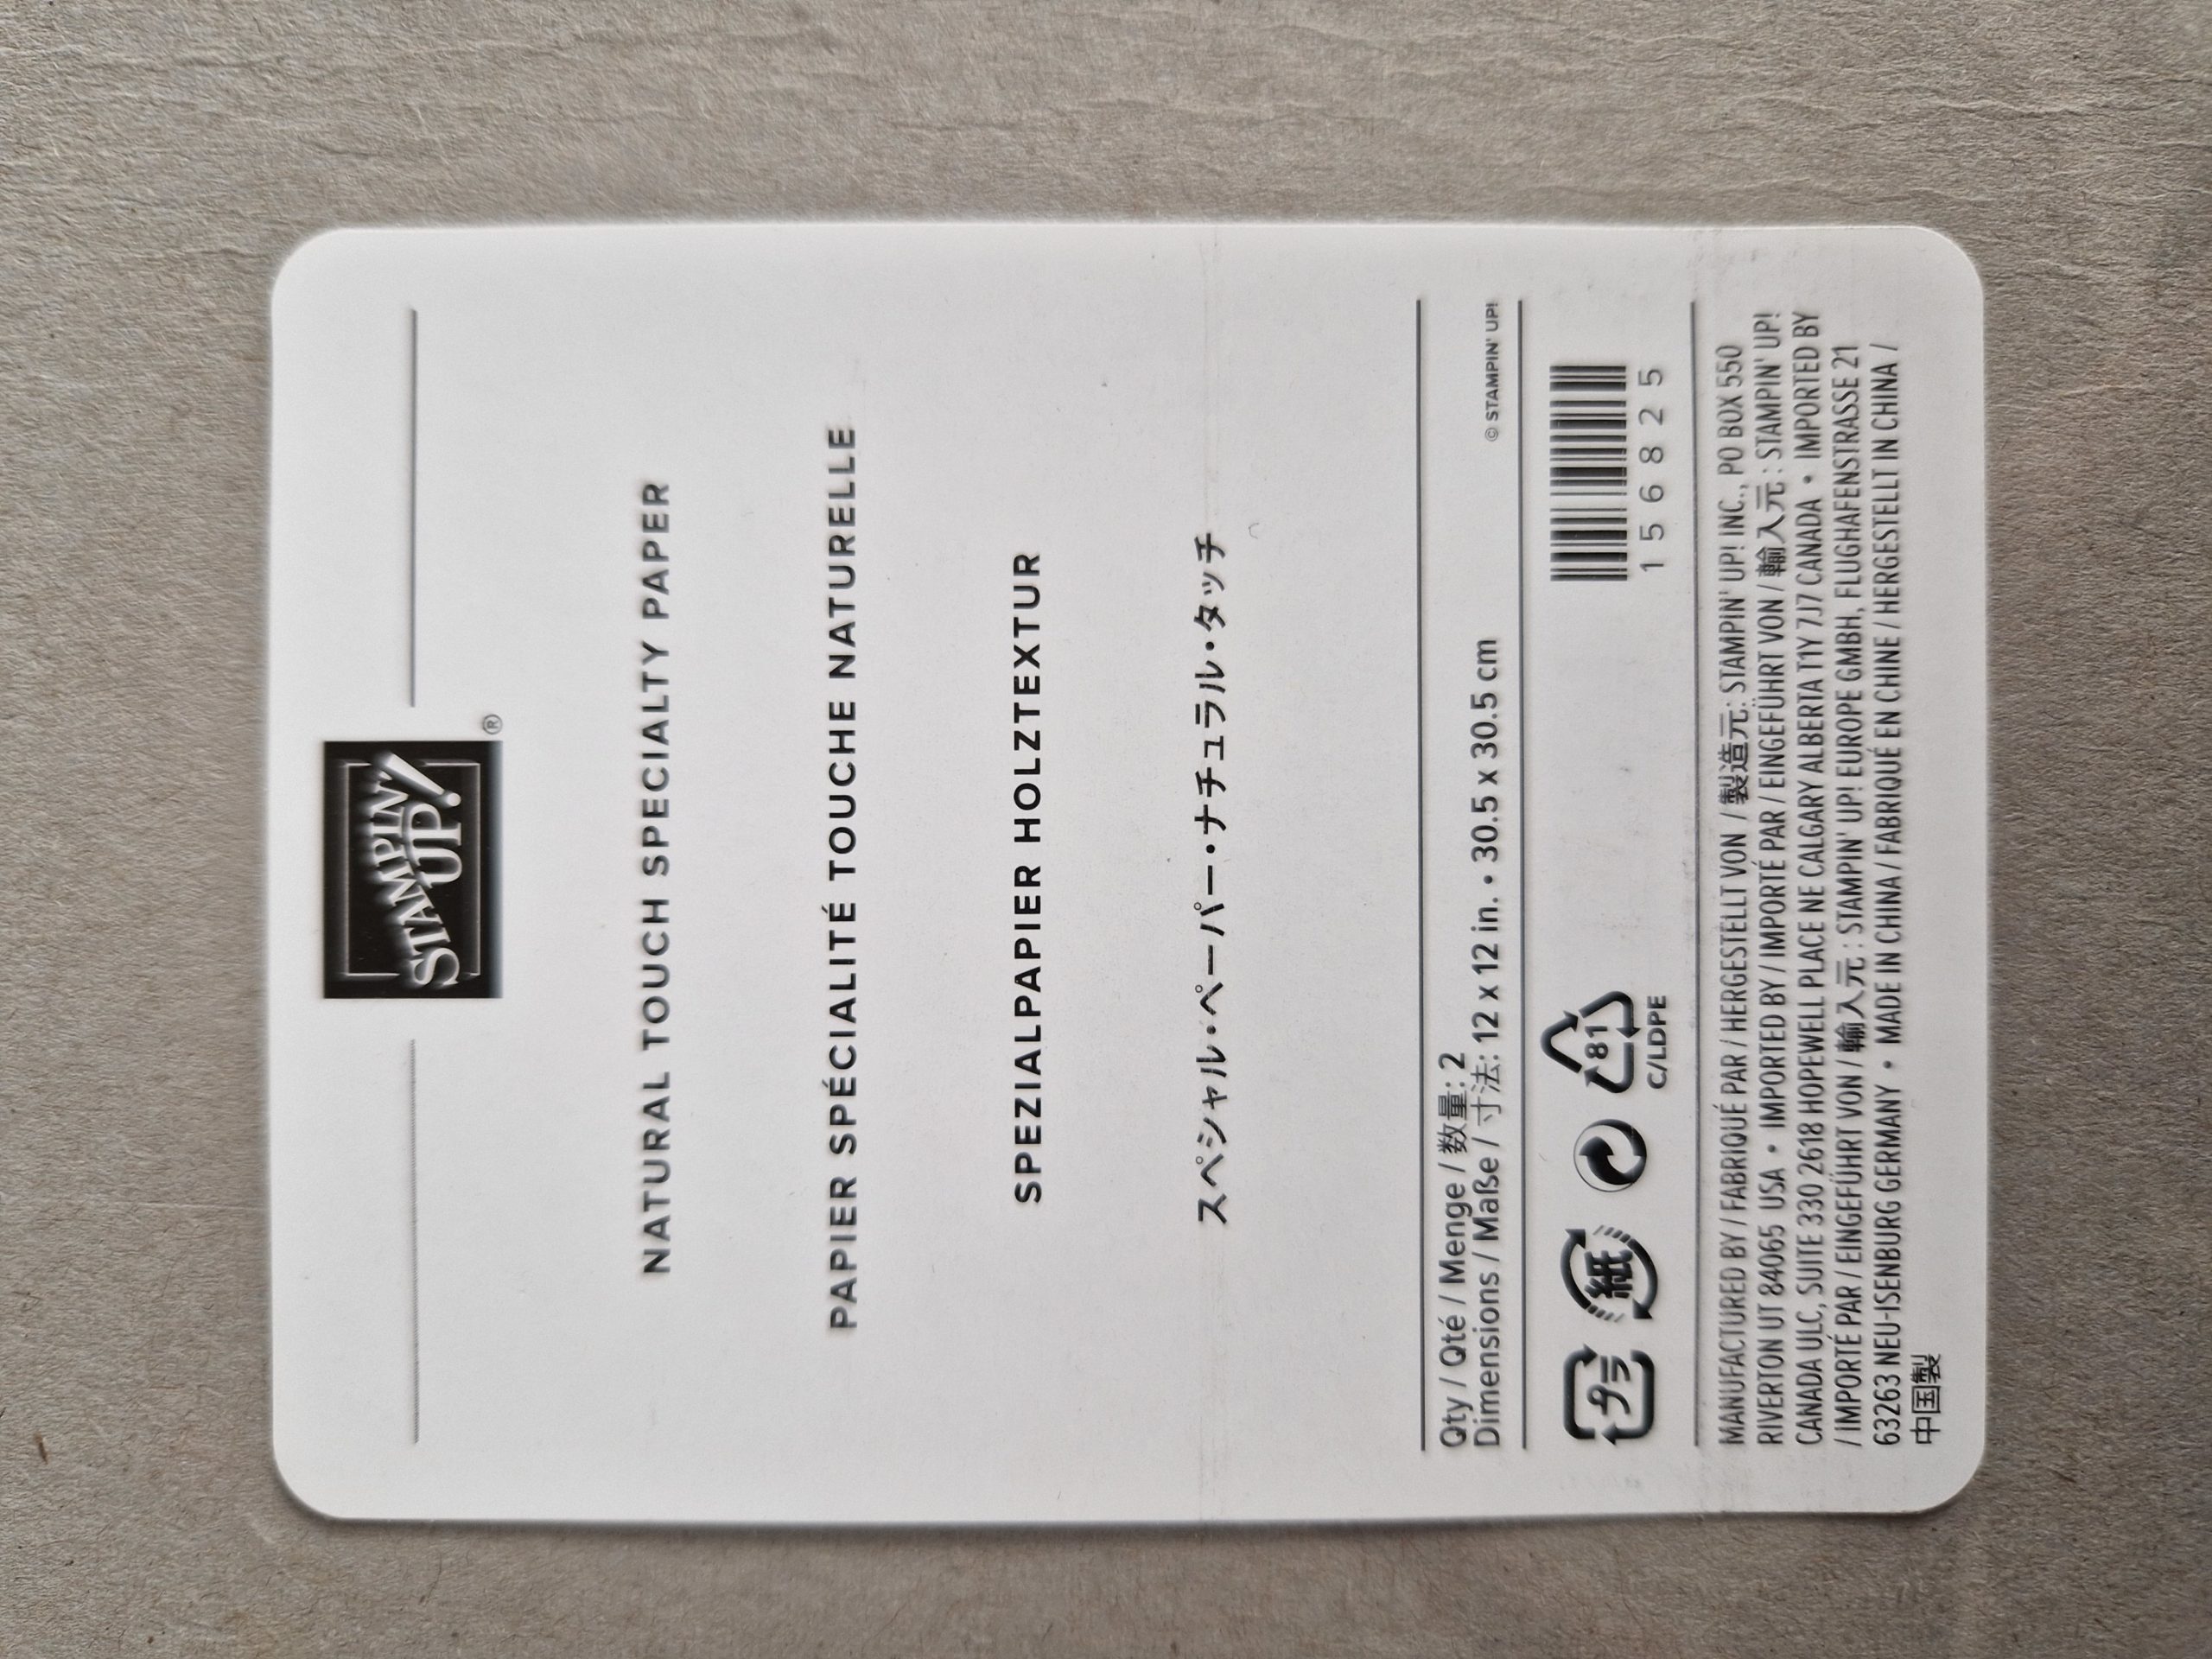 STAMPIN' UP!®
NATURAL TOUCH SPECIALTY PAPER
PAPIER SPÉCIALITÉ TOUCHE NATURELLE
SPEZIALPAPIER HOLZTEXTUR
スペシャル・ペーパー・ナチュラル・タッチ
Qty / Qté / Menge / 数量: 2
Dimensions / Maße / 寸法: 12 x 12 in. • 30.5 x 30.5 cm
© STAMPIN' UP!
プラ
紙
81
C/LDPE
156825
MANUFACTURED BY / FABRIQUÉ PAR / HERGESTELLT VON / 製造元: STAMPIN' UP! INC., PO BOX 550
RIVERTON UT 84065 USA • IMPORTED BY / IMPORTÉ PAR / EINGEFÜHRT VON / 輸入元 : STAMPIN' UP!
CANADA ULC, SUITE 330 2618 HOPEWELL PLACE NE CALGARY ALBERTA T1Y 7J7 CANADA • IMPORTED BY
/ IMPORTÉ PAR / EINGEFÜHRT VON / 輸入元 : STAMPIN' UP! EUROPE GMBH, FLUGHAFENSTRASSE 21
63263 NEU-ISENBURG GERMANY • MADE IN CHINA / FABRIQUÉ EN CHINE / HERGESTELLT IN CHINA /
中国製